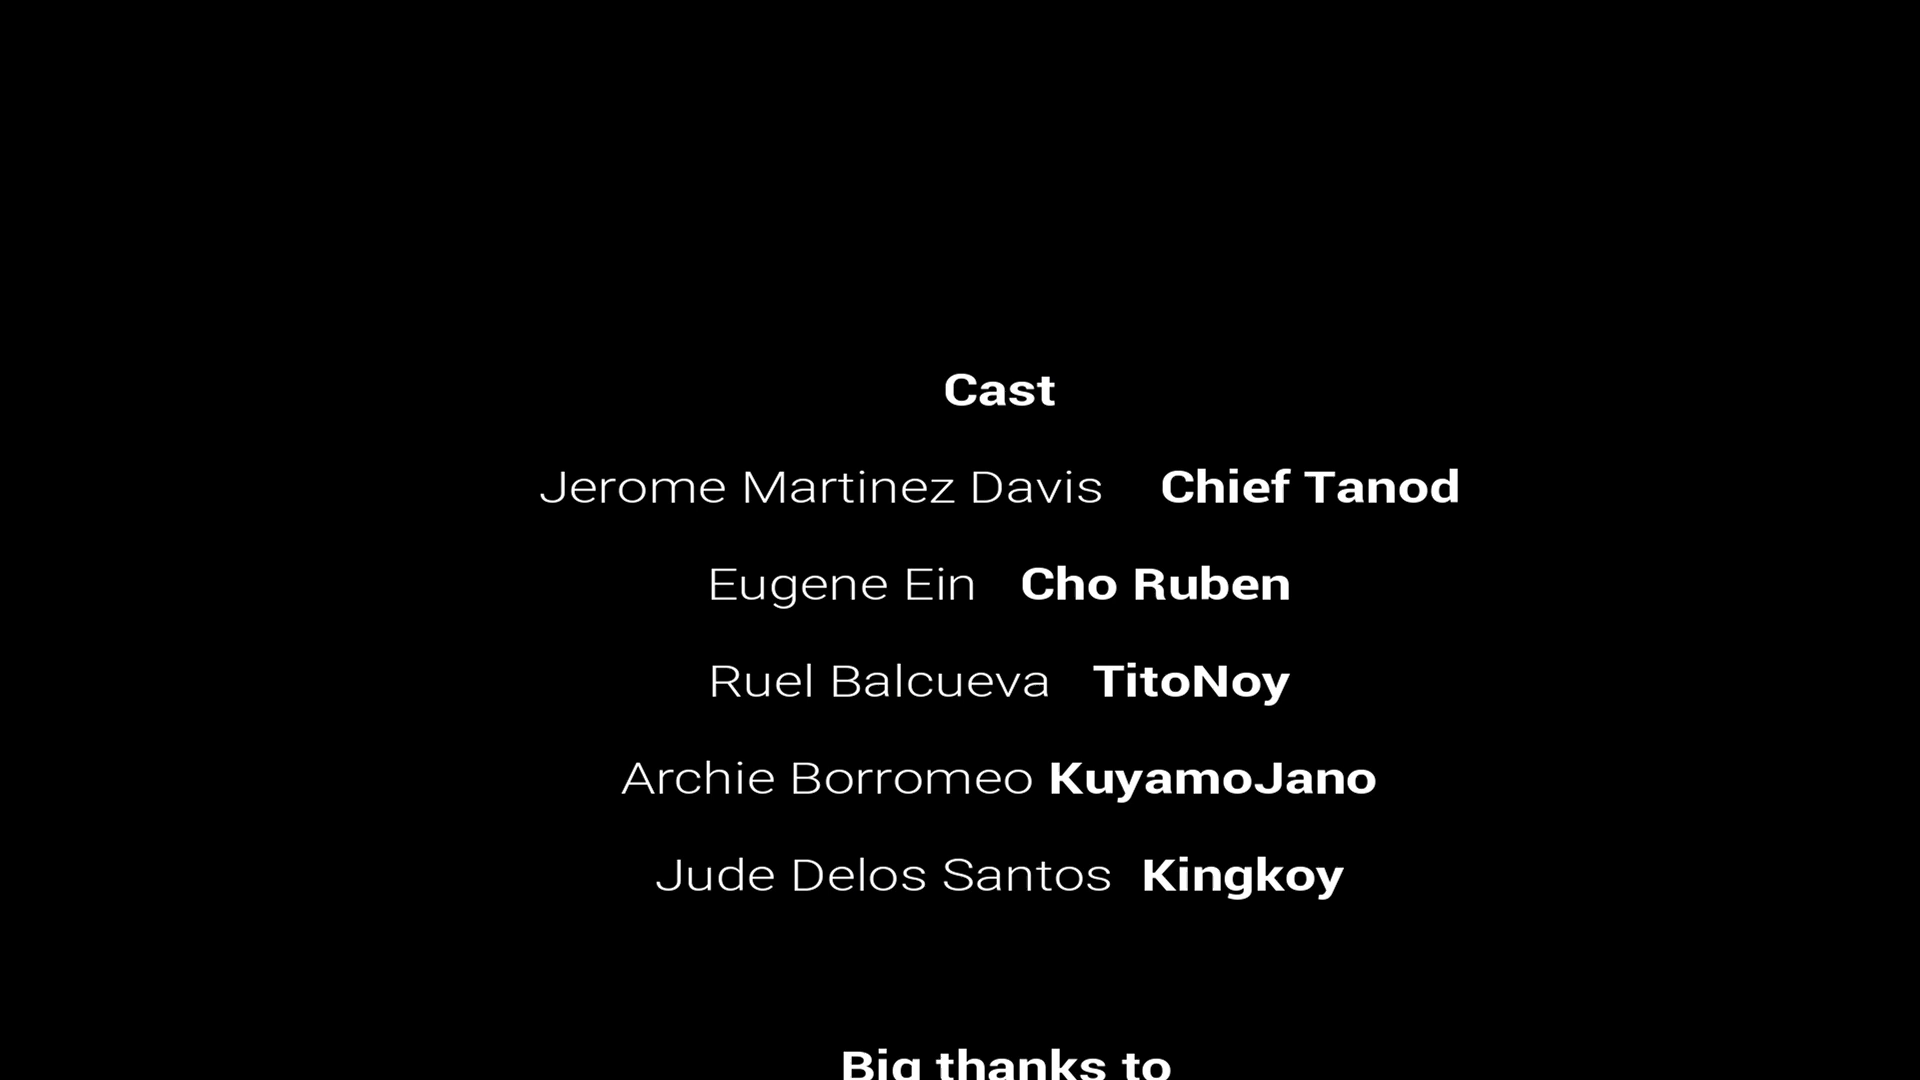 Cast
Jerome Martinez Davis Chief Tanod
Eugene Ein Cho Ruben
Ruel Balcueva TitoNoy
Archie Borromeo KuyamoJano
Jude Delos Santos Kingkoy
Big thanks to